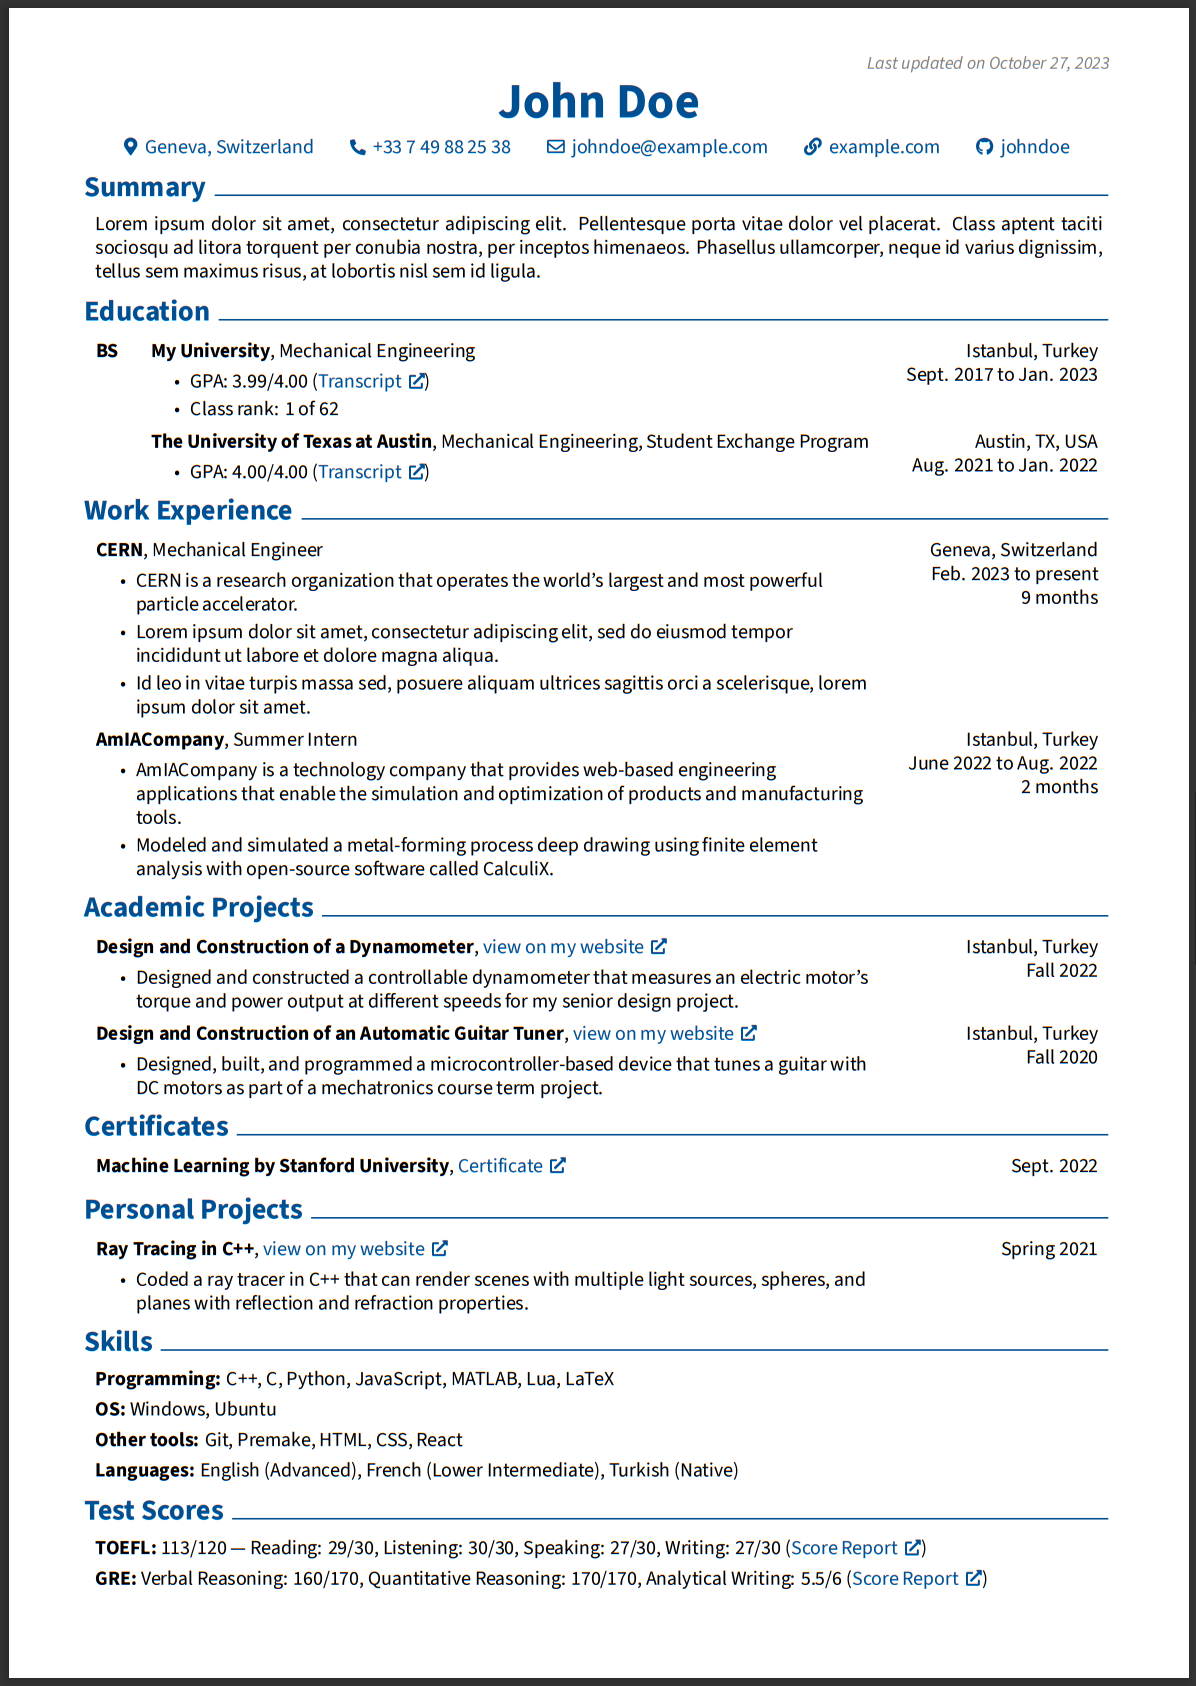 Last updated on October 27, 2023
John Doe
Geneva, Switzerland +33 7 49 88 25 38 johndoe@example.com example.com johndoe
Summary
Lorem ipsum dolor sit amet, consectetur adipiscing elit. Pellentesque porta vitae dolor vel placerat. Class aptent taciti
sociosqu ad litora torquent per conubia nostra, per inceptos himenaeos. Phasellus ullamcorper, neque id varius dignissim,
tellus sem maximus risus, at lobortis nisl sem id ligula.
Education
BS My University, Mechanical Engineering Istanbul, Turkey
Sept. 2017 to Jan. 2023
• GPA: 3.99/4.00 (Transcript)
• Class rank: 1 of 62
The University of Texas at Austin, Mechanical Engineering, Student Exchange Program Austin, TX, USA
Aug. 2021 to Jan. 2022
• GPA: 4.00/4.00 (Transcript)
Work Experience
CERN, Mechanical Engineer Geneva, Switzerland
Feb. 2023 to present
9 months
• CERN is a research organization that operates the world’s largest and most powerful
particle accelerator.
• Lorem ipsum dolor sit amet, consectetur adipiscing elit, sed do eiusmod tempor
incididunt ut labore et dolore magna aliqua.
• Id leo in vitae turpis massa sed, posuere aliquam ultrices sagittis orci a scelerisque, lorem
ipsum dolor sit amet.
AmIACompany, Summer Intern Istanbul, Turkey
June 2022 to Aug. 2022
2 months
• AmIACompany is a technology company that provides web-based engineering
applications that enable the simulation and optimization of products and manufacturing
tools.
• Modeled and simulated a metal-forming process deep drawing using finite element
analysis with open-source software called CalculiX.
Academic Projects
Design and Construction of a Dynamometer, view on my website Istanbul, Turkey
Fall 2022
• Designed and constructed a controllable dynamometer that measures an electric motor’s
torque and power output at different speeds for my senior design project.
Design and Construction of an Automatic Guitar Tuner, view on my website Istanbul, Turkey
Fall 2020
• Designed, built, and programmed a microcontroller-based device that tunes a guitar with
DC motors as part of a mechatronics course term project.
Certificates
Machine Learning by Stanford University, Certificate Sept. 2022
Personal Projects
Ray Tracing in C++, view on my website Spring 2021
• Coded a ray tracer in C++ that can render scenes with multiple light sources, spheres, and
planes with reflection and refraction properties.
Skills
Programming: C++, C, Python, JavaScript, MATLAB, Lua, LaTeX
OS: Windows, Ubuntu
Other tools: Git, Premake, HTML, CSS, React
Languages: English (Advanced), French (Lower Intermediate), Turkish (Native)
Test Scores
TOEFL: 113/120 — Reading: 29/30, Listening: 30/30, Speaking: 27/30, Writing: 27/30 (Score Report)
GRE: Verbal Reasoning: 160/170, Quantitative Reasoning: 170/170, Analytical Writing: 5.5/6 (Score Report)